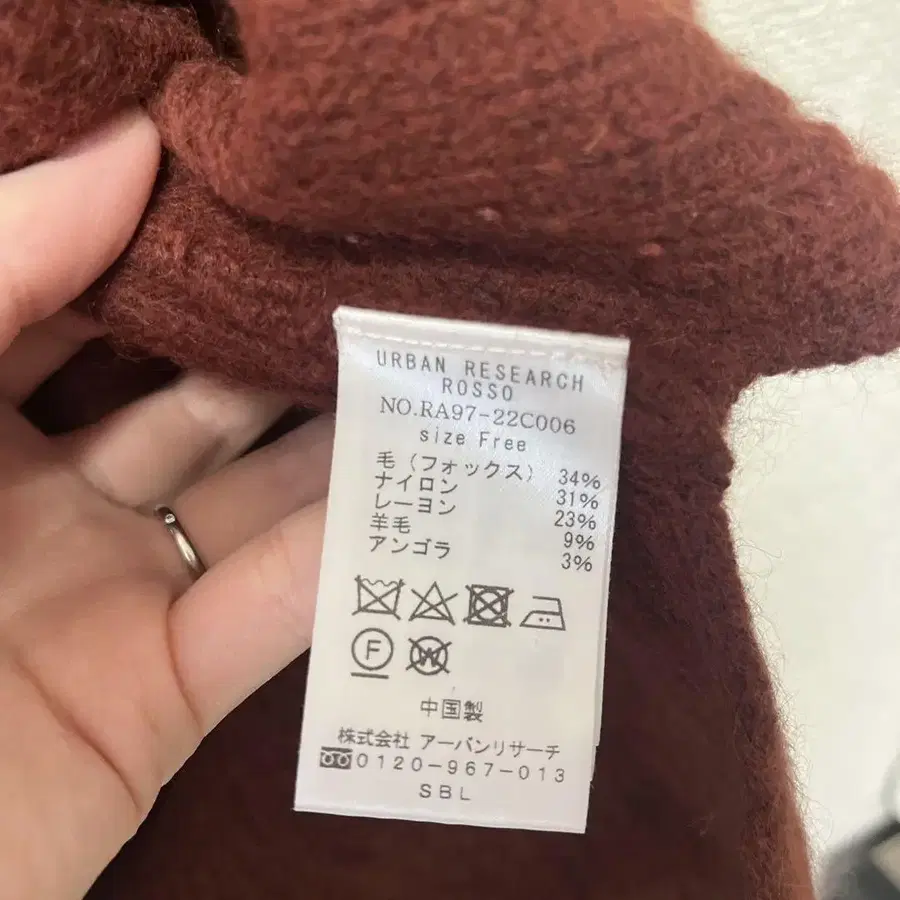 URBAN RESEARCH
ROSSO
NO.RA97-22C006
size Free
毛（フォックス） 34%
ナイロン 31%
レーヨン 23%
羊毛 9%
アンゴラ 3%
F W
中国製
株式会社 アーバンリサーチ
0120-967-013
SBL